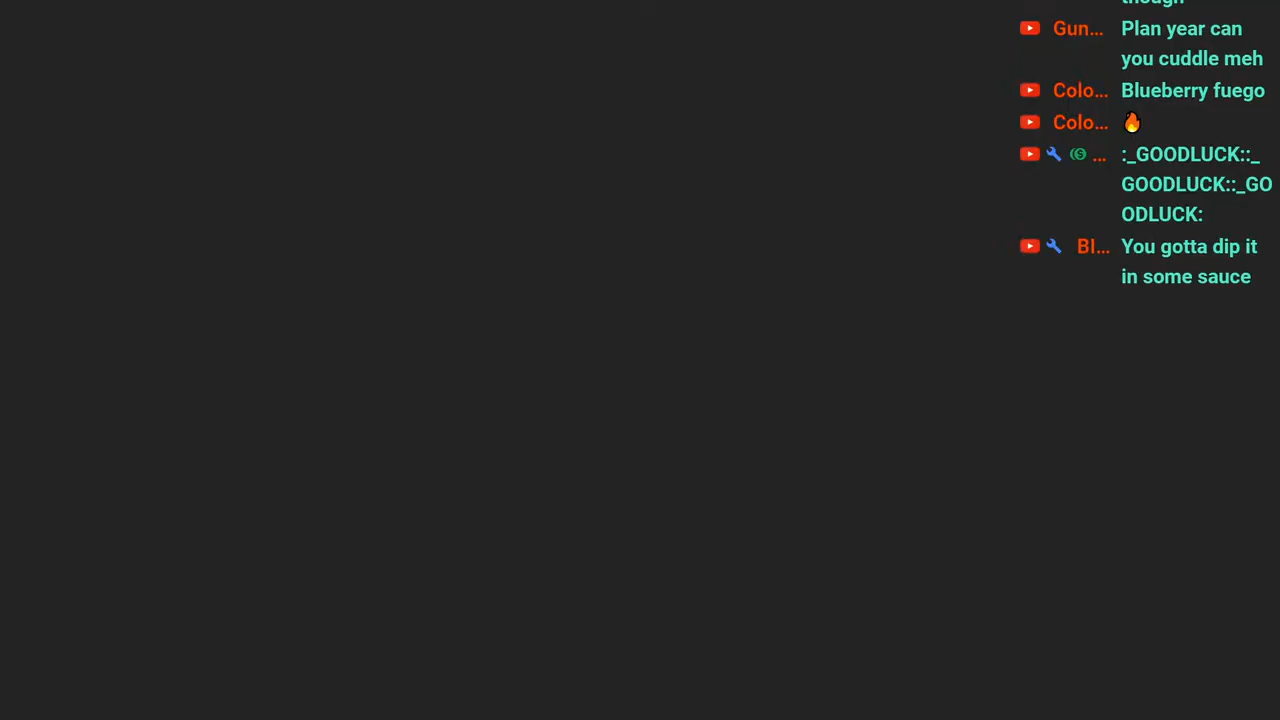 though
Gun... Plan year can
you cuddle meh
Colo... Blueberry fuego
Colo... 🔥
... :_GOODLUCK::_
GOODLUCK::_GO
ODLUCK:
Bl... You gotta dip it
in some sauce